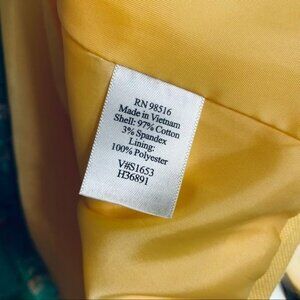 RN 98516
Made in Vietnam
Shell: 97% Cotton
3% Spandex
Lining:
100% Polyester
V#S1653
H36891